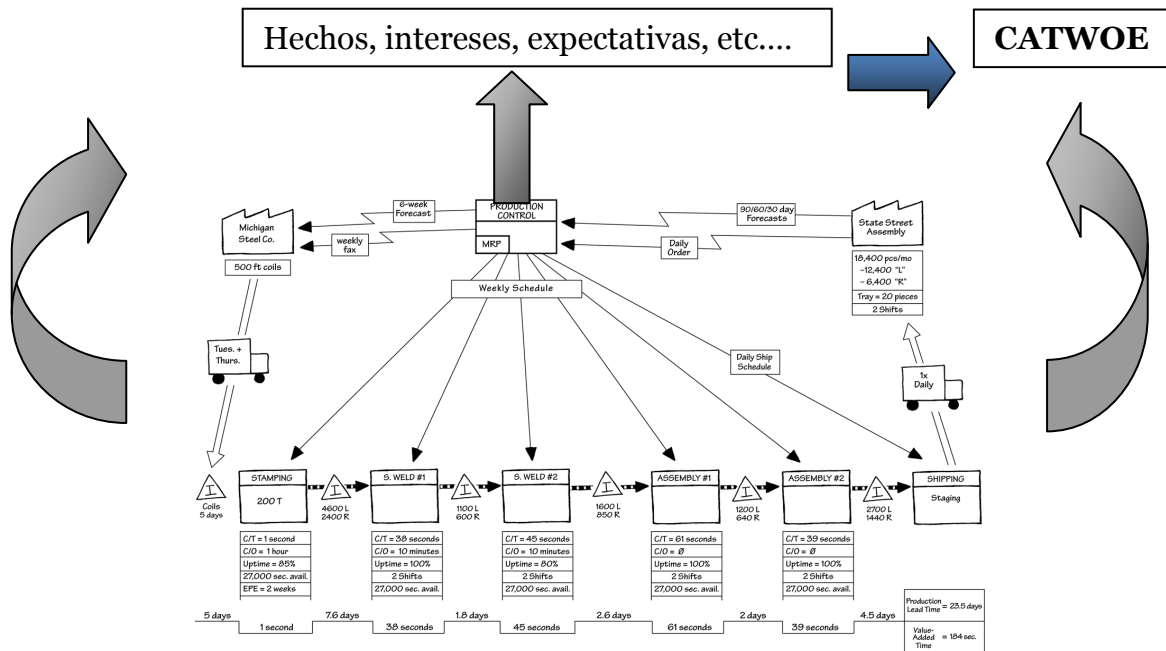 Hechos, intereses, expectativas, etc....
CATWOE
6-week
Forecast
PRODUCTION
CONTROL
90/60/30 day
Forecasts
Michigan
Steel Co.
weekly
fax
MRP
Daily
Order
State Street
Assembly
500 ft coils
Weekly Schedule
18,400 pcs/mo
-12,400 "L"
- 6,400 "R"
Tray = 20 pieces
2 Shifts
Tues. +
Thurs.
Daily Ship
Schedule
1x
Daily
I
Coils
5 days
STAMPING
200 T
I
4600 L
2400 R
S. WELD #1
I
1100 L
600 R
S. WELD #2
I
1600 L
850 R
ASSEMBLY #1
I
1200 L
640 R
ASSEMBLY #2
I
2700 L
1440 R
SHIPPING
Staging
C/T = 1 second
C/O = 1 hour
Uptime = 85%
27,000 sec. avail.
EPE = 2 weeks
C/T = 38 seconds
C/O = 10 minutes
Uptime = 100%
2 Shifts
27,000 sec. avail.
C/T = 45 seconds
C/O = 10 minutes
Uptime = 80%
2 Shifts
27,000 sec. avail.
C/T = 61 seconds
C/O = Ø
Uptime = 100%
2 Shifts
27,000 sec. avail.
C/T = 39 seconds
C/O = Ø
Uptime = 100%
2 Shifts
27,000 sec. avail.
5 days
1 second
7.6 days
38 seconds
1.8 days
45 seconds
2.6 days
61 seconds
2 days
39 seconds
4.5 days
Production
Lead Time = 23.5 days
Value-
Added = 184 sec.
Time